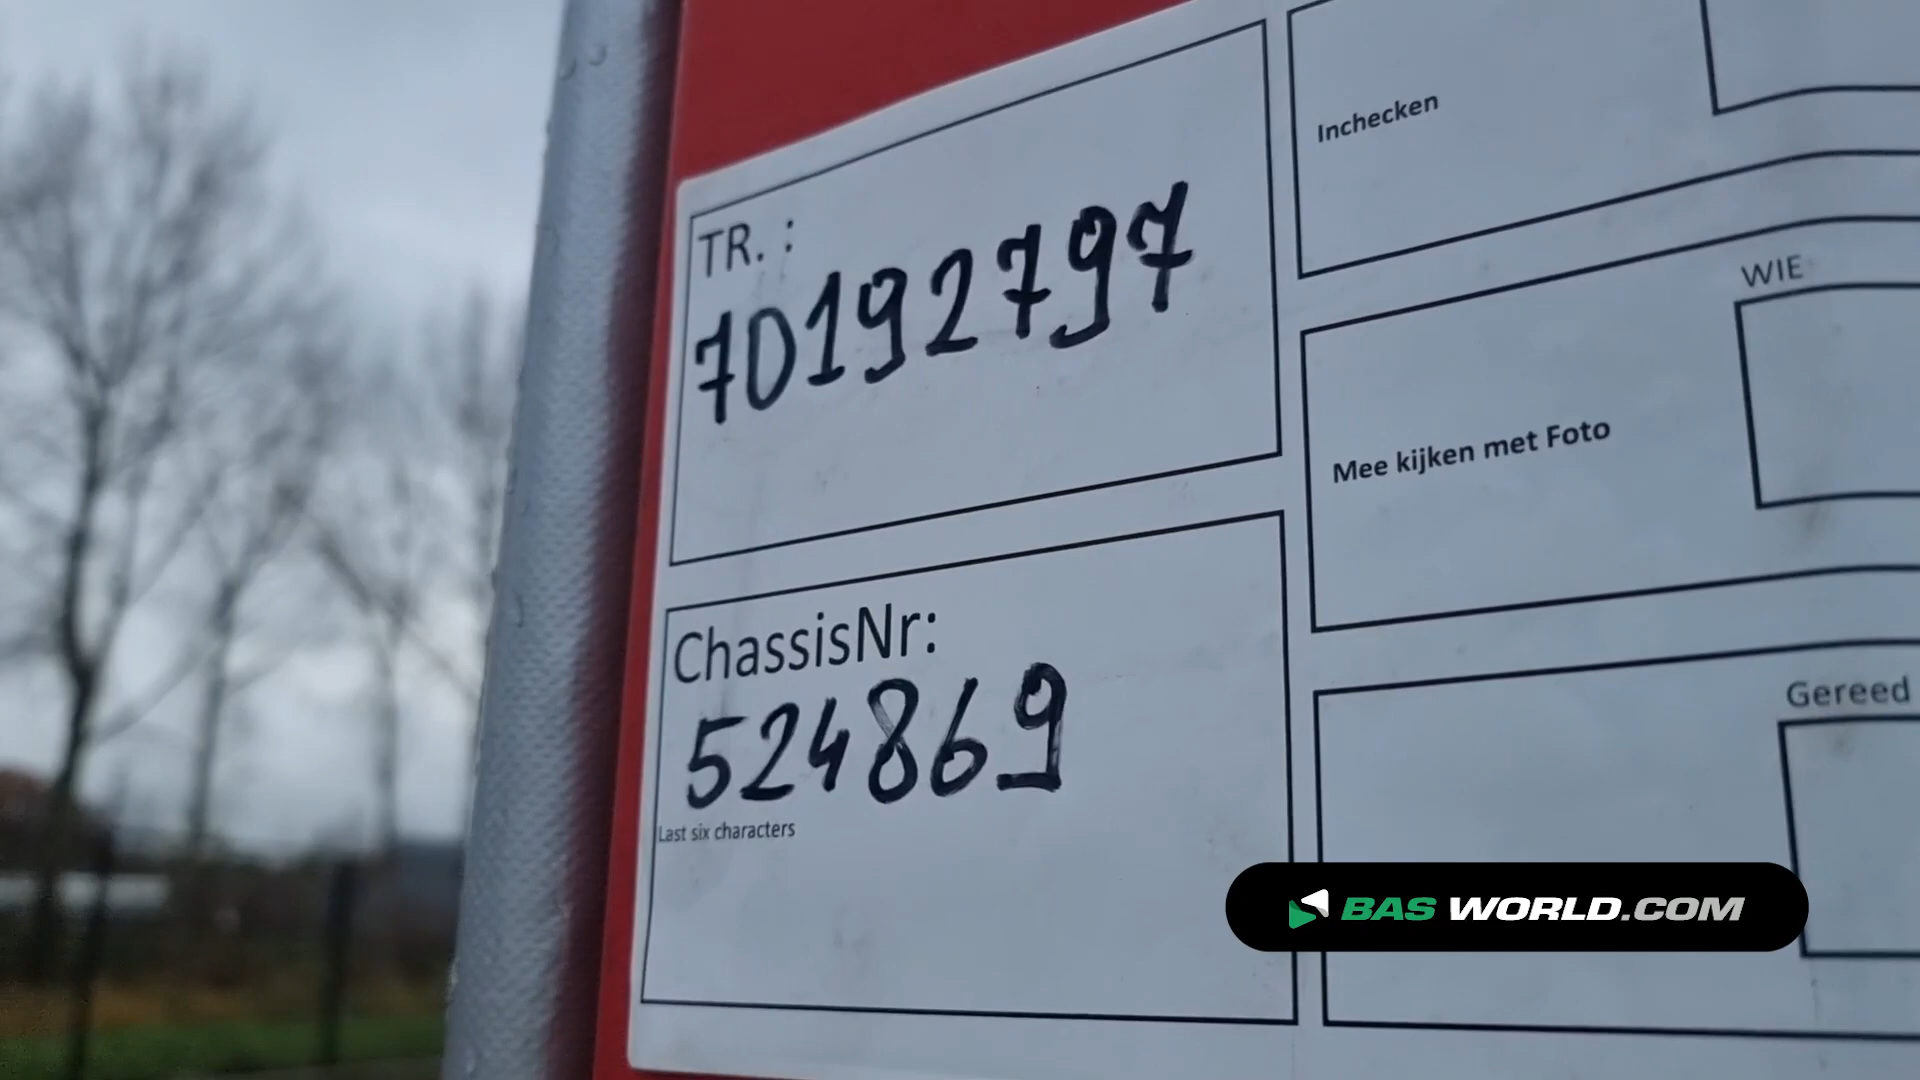 TR. :
70192797
ChassisNr:
524869
Last six characters
Inchecken
WIE
Mee kijken met Foto
Gereed
BAS WORLD.COM